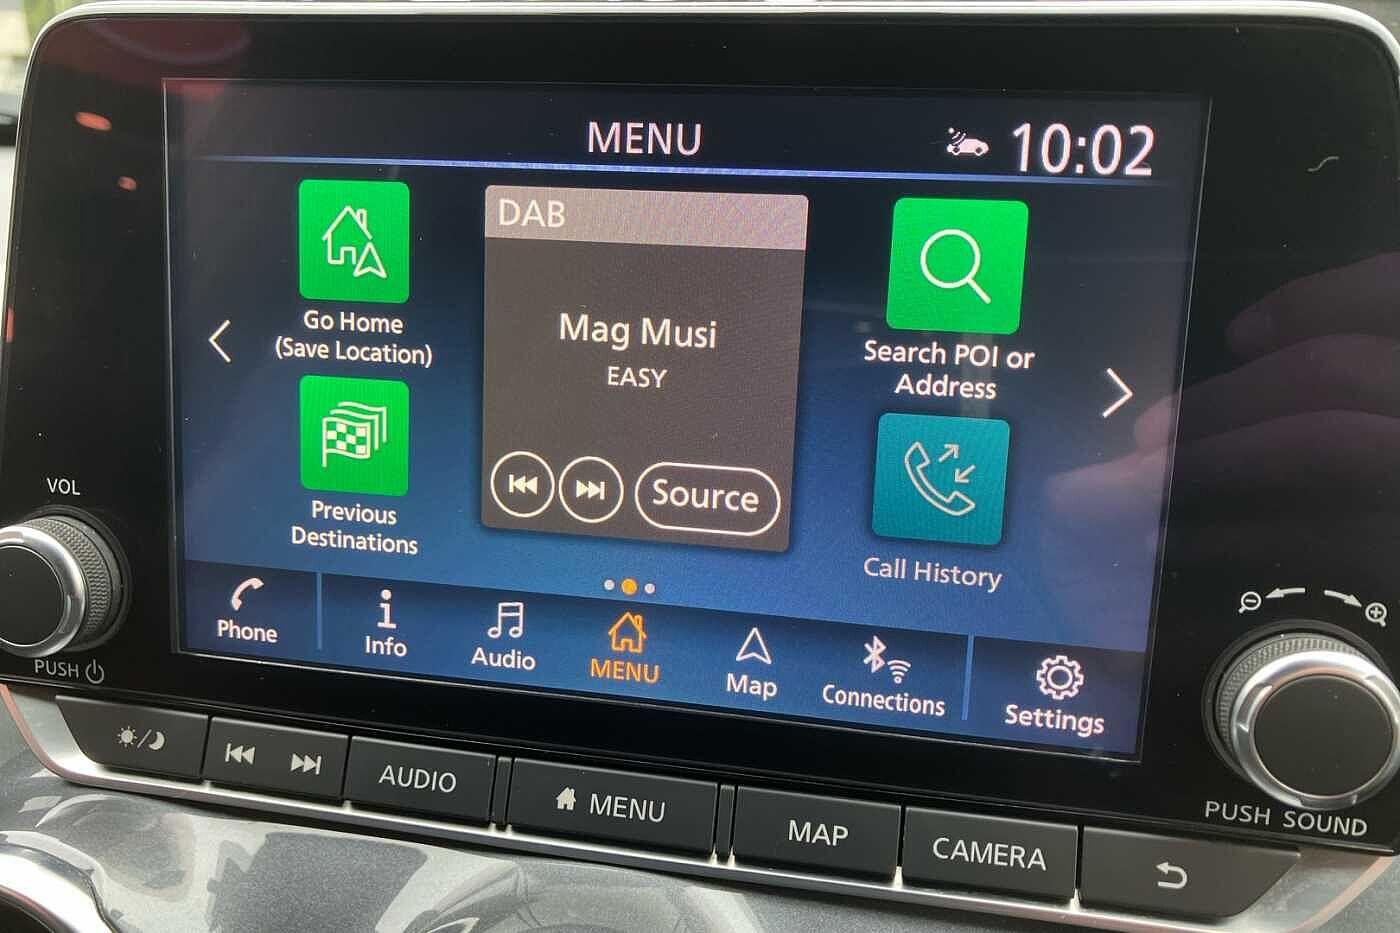 MENU
10:02
Go Home
(Save Location)
DAB
Mag Musi
EASY
Source
Search POI or
Address
Previous
Destinations
Call History
Phone
Info
Audio
MENU
Map
Connections
Settings
VOL
PUSH
AUDIO
MENU
MAP
CAMERA
PUSH SOUND